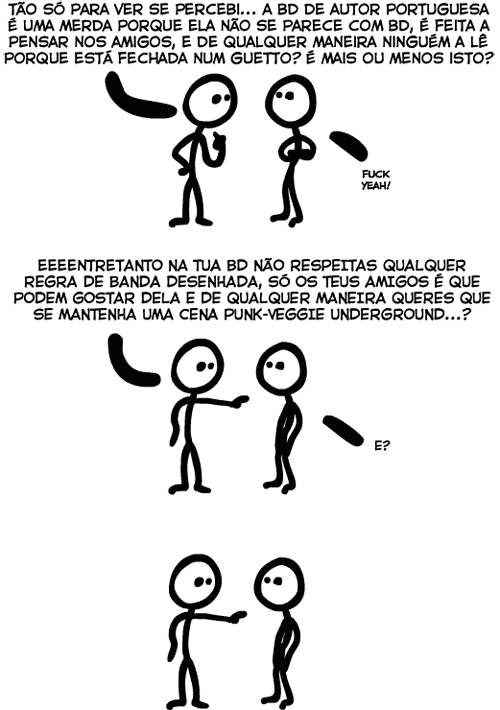 TÃO SÓ PARA VER SE PERCEBI... A BD DE AUTOR PORTUGUESA
É UMA MERDA PORQUE ELA NÃO SE PARECE COM BD, É FEITA A
PENSAR NOS AMIGOS, E DE QUALQUER MANEIRA NINGUÉM A LÊ
PORQUE ESTÁ FECHADA NUM GUETTO? É MAIS OU MENOS ISTO?
FUCK
YEAH!
EEEENTRETANTO NA TUA BD NÃO RESPEITAS QUALQUER
REGRA DE BANDA DESENHADA, SÓ OS TEUS AMIGOS É QUE
PODEM GOSTAR DELA E DE QUALQUER MANEIRA QUERES QUE
SE MANTENHA UMA CENA PUNK-VEGGIE UNDERGROUND...?
E?